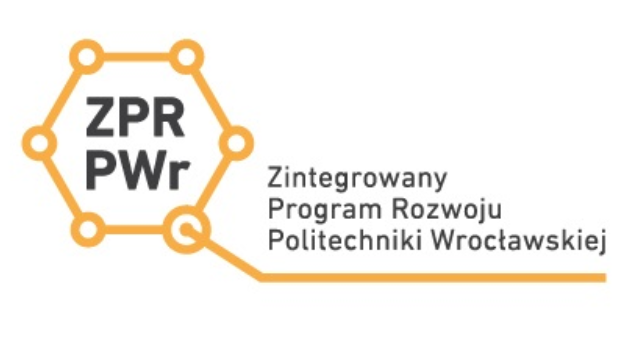 ZPR
PWr
Zintegrowany
Program Rozwoju
Politechniki Wrocławskiej